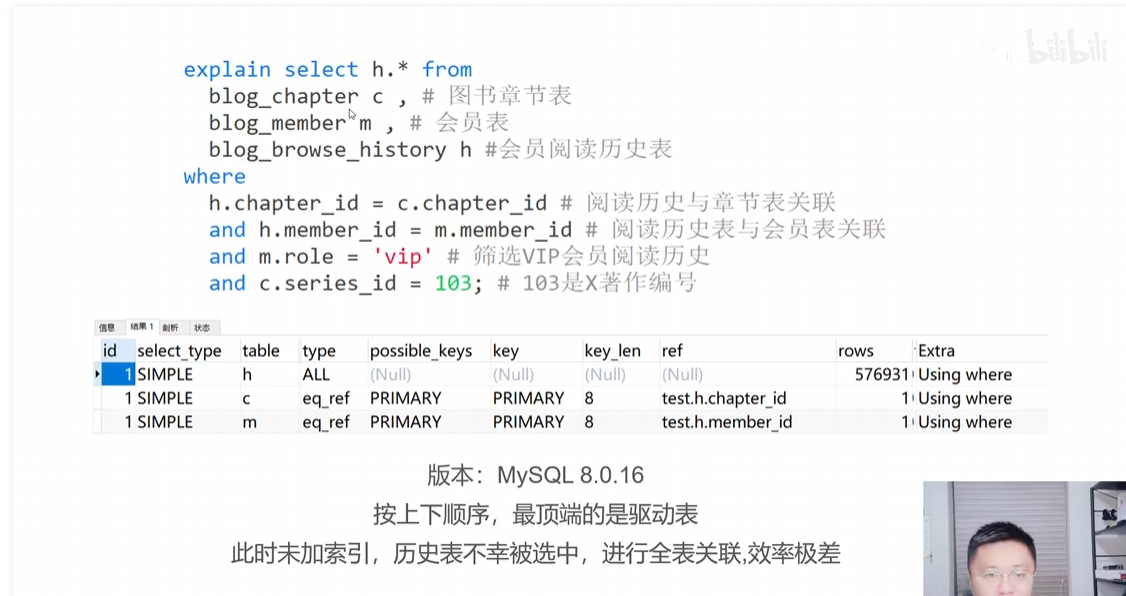 bilibili
explain select h.* from
blog_chapter c , # 图书章节表
blog_member m , # 会员表
blog_browse_history h #会员阅读历史表
where
h.chapter_id = c.chapter_id # 阅读历史与章节表关联
and h.member_id = m.member_id # 阅读历史表与会员表关联
and m.role = 'vip' # 筛选VIP会员阅读历史
and c.series_id = 103; # 103是X著作编号
信息 结果 1 剖析 状态
id select_type table type possible_keys key key_len ref rows Extra
1 SIMPLE h ALL (Null) (Null) (Null) (Null) 576931 Using where
1 SIMPLE c eq_ref PRIMARY PRIMARY 8 test.h.chapter_id 1 Using where
1 SIMPLE m eq_ref PRIMARY PRIMARY 8 test.h.member_id 1 Using where
版本：MySQL 8.0.16
按上下顺序，最顶端的是驱动表
此时未加索引，历史表不幸被选中，进行全表关联,效率极差